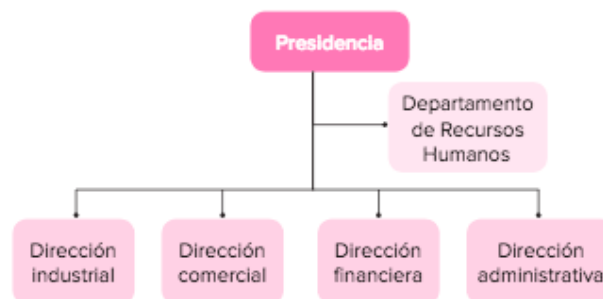 Presidencia
Departamento
de Recursos
Humanos
Dirección
industrial
Dirección
comercial
Dirección
financiera
Dirección
administrativa